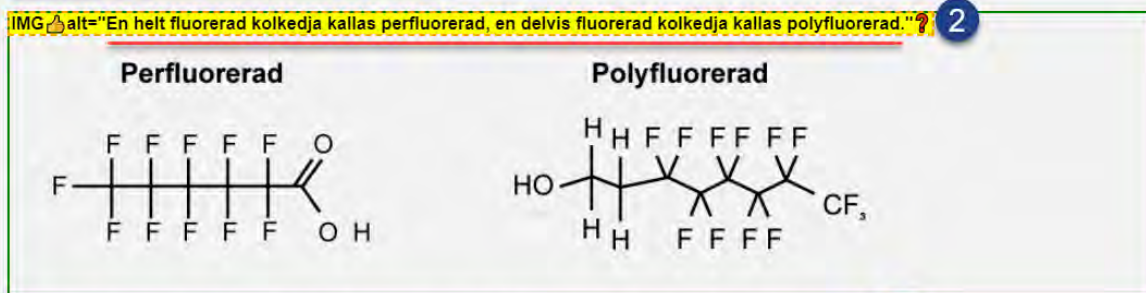 IMG alt="En helt fluorerad kolkedja kallas perfluorerad, en delvis fluorerad kolkedja kallas polyfluorerad."? 2
Perfluorerad Polyfluorerad
F F F F F O
F
F F F F F O H
H H F F F F F F
HO
CF₃
H H F F F F